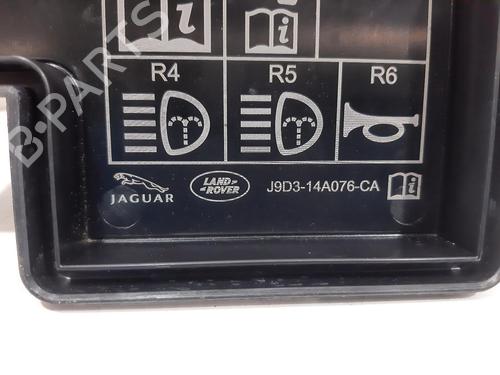 i i
R4 R5 R6
JAGUAR LAND ROVER J9D3-14A076-CA i
B-PARTS